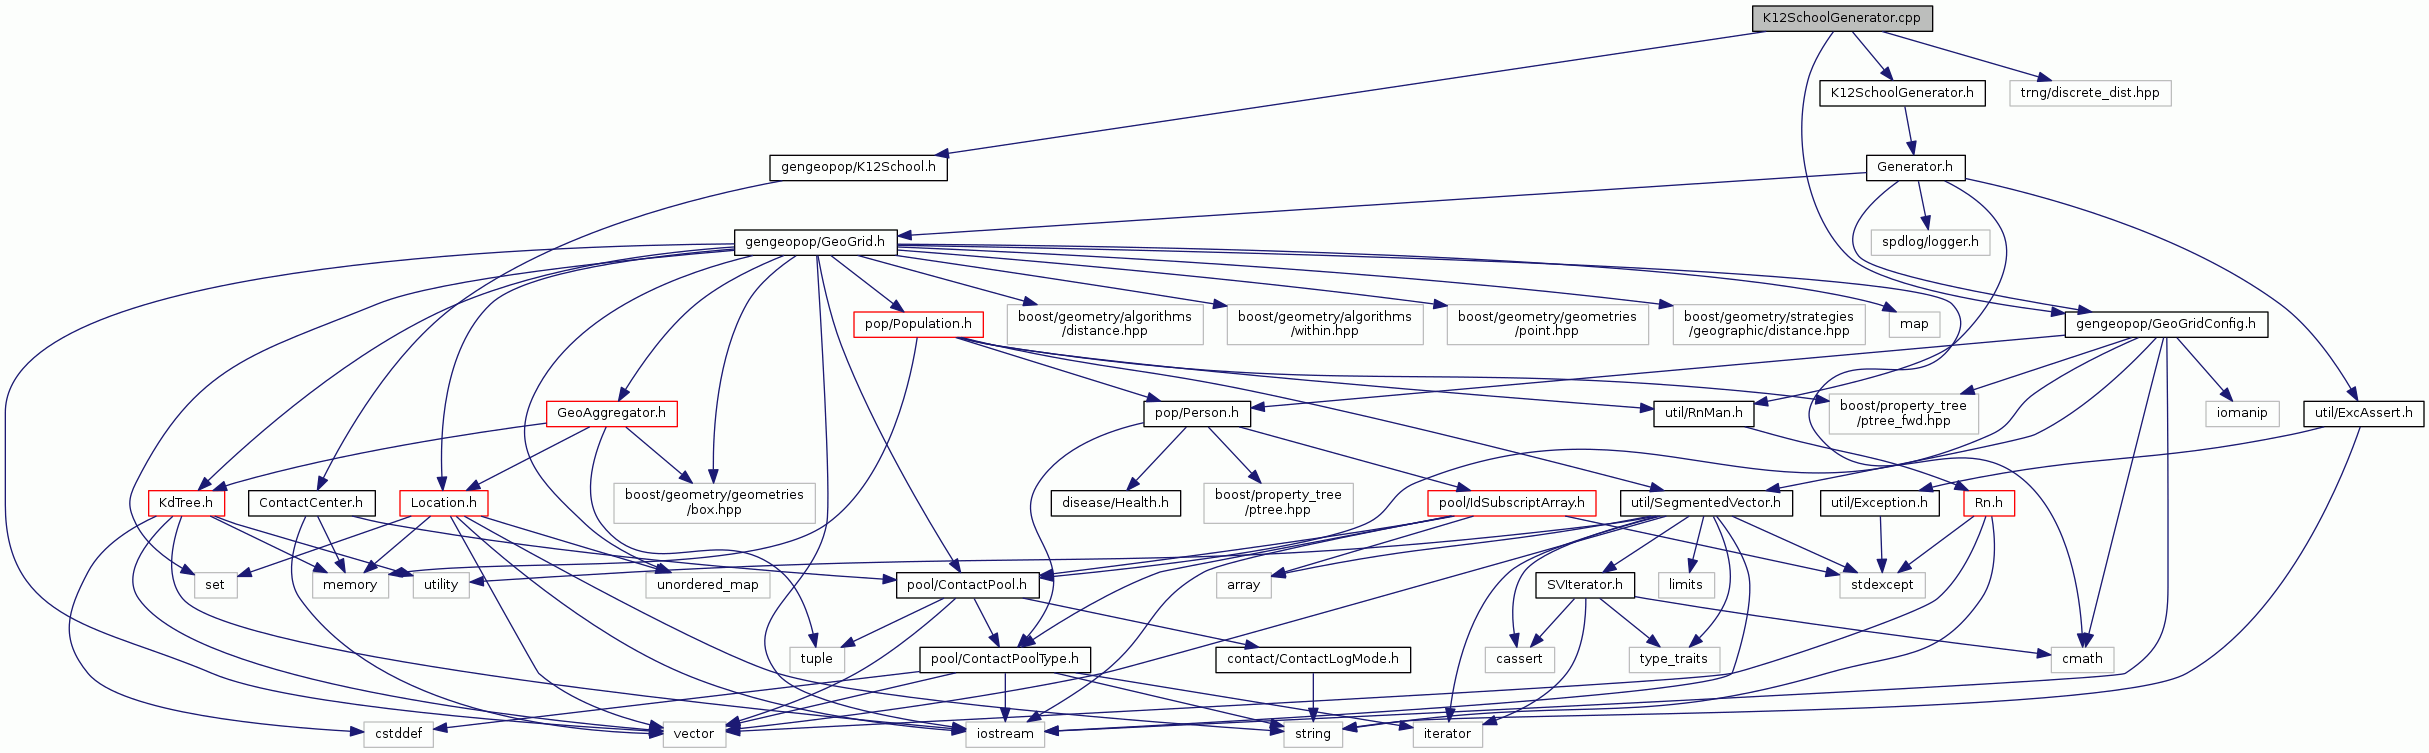 K12SchoolGenerator.cpp
K12SchoolGenerator.h
trng/discrete_dist.hpp
gengeopop/K12School.h
Generator.h
gengeopop/GeoGrid.h
spdlog/logger.h
pop/Population.h
boost/geometry/algorithms
/distance.hpp
boost/geometry/algorithms
/within.hpp
boost/geometry/geometries
/point.hpp
boost/geometry/strategies
/geographic/distance.hpp
map
gengeopop/GeoGridConfig.h
GeoAggregator.h
pop/Person.h
util/RnMan.h
boost/property_tree
/ptree_fwd.hpp
iomanip
util/ExcAssert.h
KdTree.h
ContactCenter.h
Location.h
boost/geometry/geometries
/box.hpp
disease/Health.h
boost/property_tree
/ptree.hpp
pool/IdSubscriptArray.h
util/SegmentedVector.h
util/Exception.h
Rn.h
set
memory
utility
unordered_map
pool/ContactPool.h
array
SVIterator.h
limits
stdexcept
tuple
pool/ContactPoolType.h
contact/ContactLogMode.h
cassert
type_traits
cmath
cstddef
vector
iostream
string
iterator